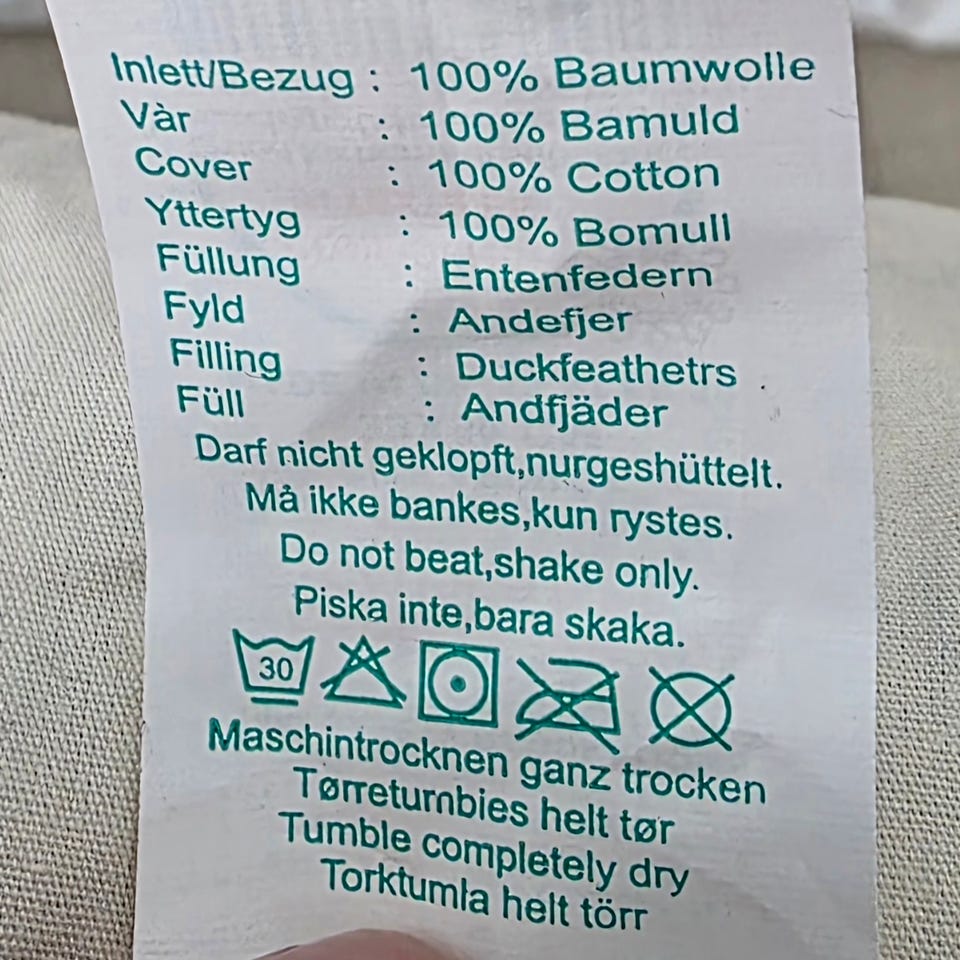 Inlett/Bezug : 100% Baumwolle
Vàr : 100% Bamuld
Cover : 100% Cotton
Yttertyg : 100% Bomull
Füllung : Entenfedern
Fyld : Andefjer
Filling : Duckfeathetrs
Füll : Andfjäder
Darf nicht geklopft,nurgeshüttelt.
Må ikke bankes,kun rystes.
Do not beat,shake only.
Piska inte,bara skaka.
30
Maschintrocknen ganz trocken
Tørreturnbies helt tør
Tumble completely dry
Torktumla helt törr